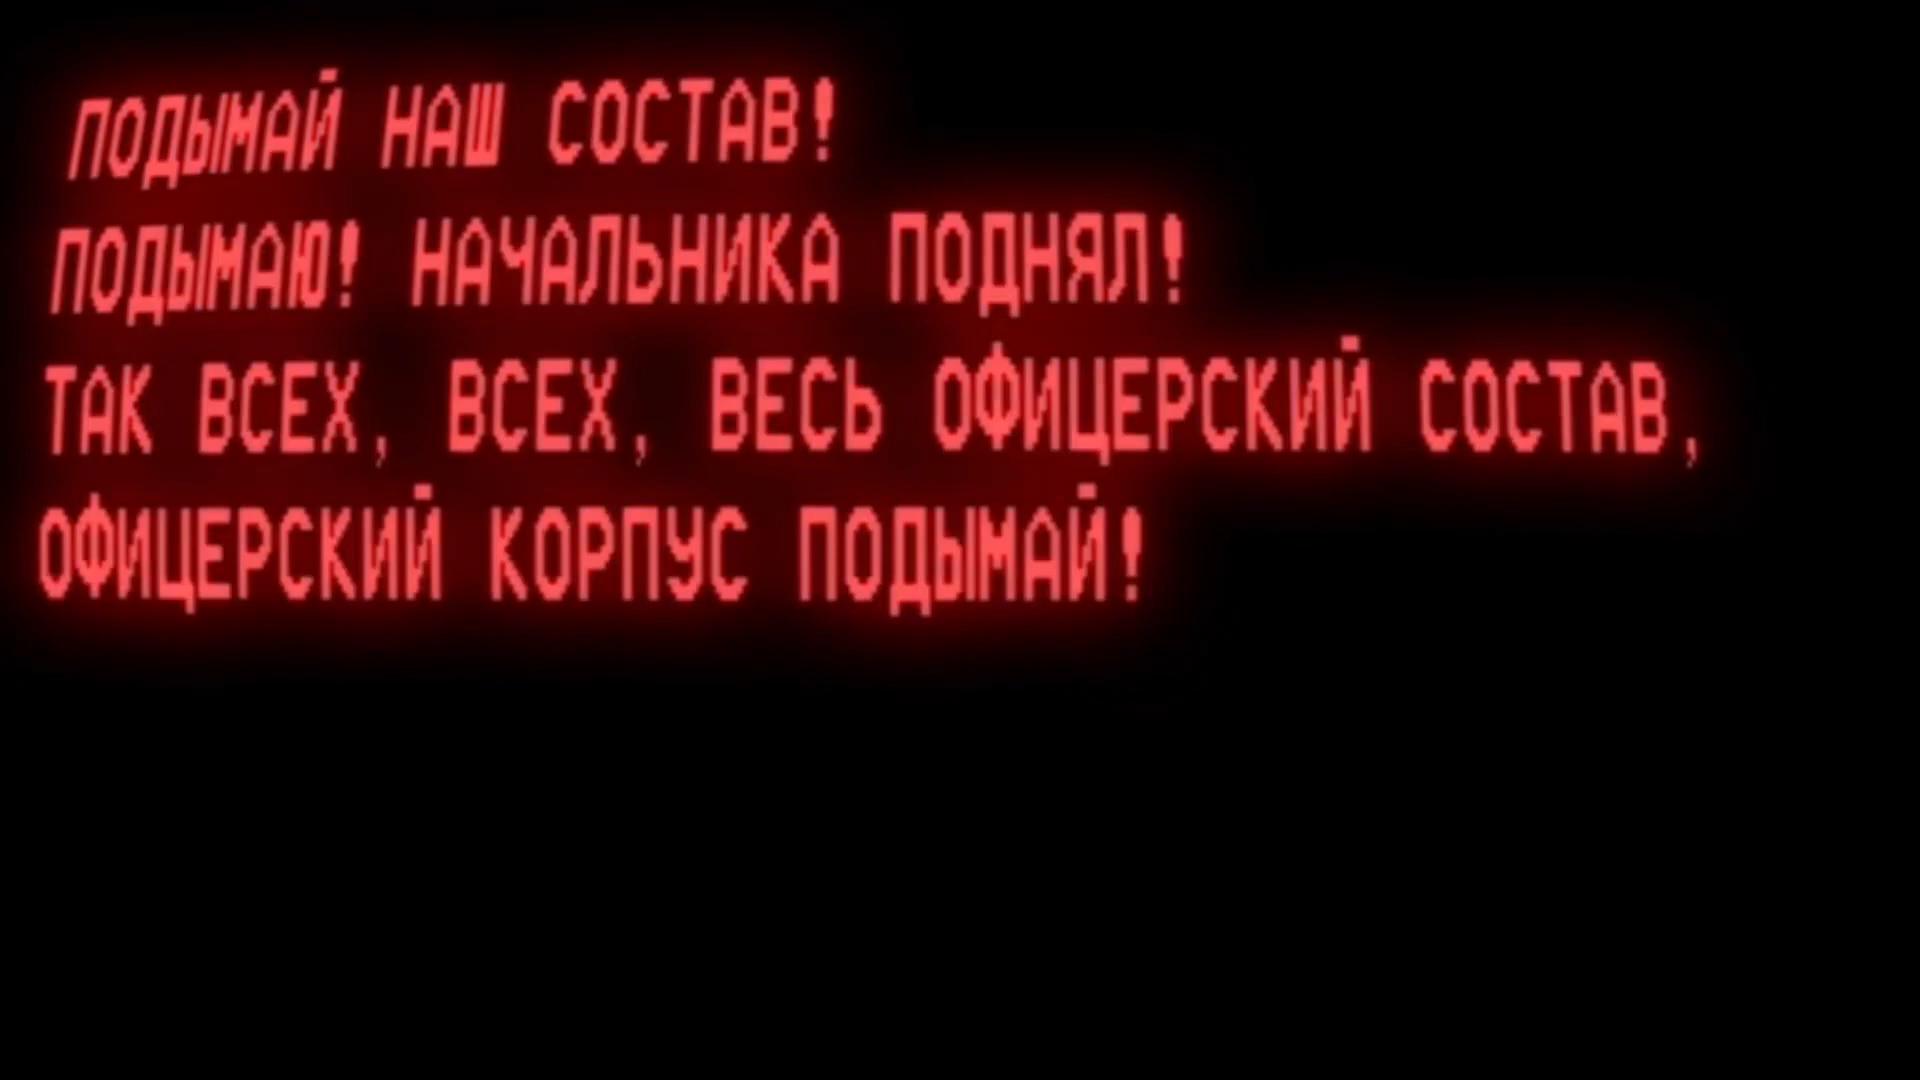 ПОДЫМАЙ НАШ СОСТАВ!
ПОДЫМАЮ! НАЧАЛЬНИКА ПОДНЯЛ!
ТАК ВСЕХ, ВСЕХ, ВЕСЬ ОФИЦЕРСКИЙ СОСТАВ,
ОФИЦЕРСКИЙ КОРПУС ПОДЫМАЙ!